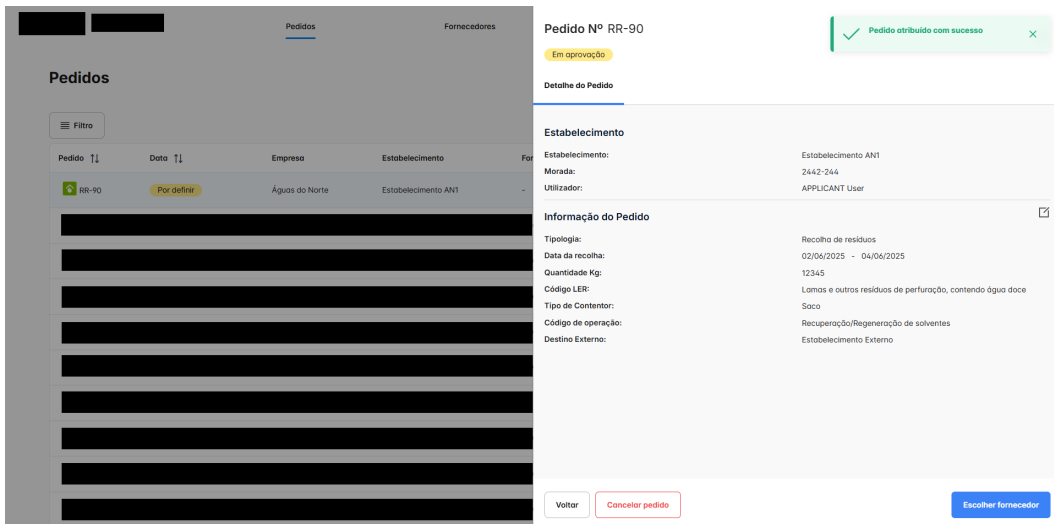 Pedidos
Fornecedores
Pedidos
Filtro
Pedido
Data
Empresa
Estabelecimento
For
RR-90
Por definir
Águas do Norte
Estabelecimento AN1
-
Pedido Nº RR-90
Em aprovação
Pedido atribuído com sucesso
Detalhe do Pedido
Estabelecimento
Estabelecimento: Estabelecimento AN1
Morada: 2442-244
Utilizador: APPLICANT User
Informação do Pedido
Tipologia: Recolha de resíduos
Data da recolha: 02/06/2025 - 04/06/2025
Quantidade Kg: 12345
Código LER: Lamas e outros resíduos de perfuração, contendo água doce
Tipo de Contentor: Saco
Código de operação: Recuperação/Regeneração de solventes
Destino Externo: Estabelecimento Externo
Voltar
Cancelar pedido
Escolher fornecedor